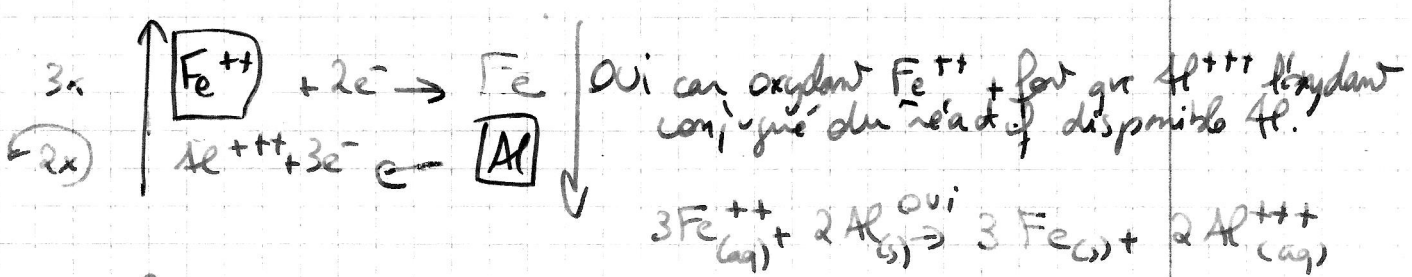 3x Fe⁺⁺ + 2e⁻ → Fe Oui car oxydant Fe⁺⁺ + fort que Al⁺⁺⁺ l'oxydant
conjugué du réactif disponible Al.
2x Al⁺⁺⁺ + 3e⁻ ← Al
3Fe⁺⁺(aq) + 2Al(s) oui → 3Fe(s) + 2Al⁺⁺⁺(aq)